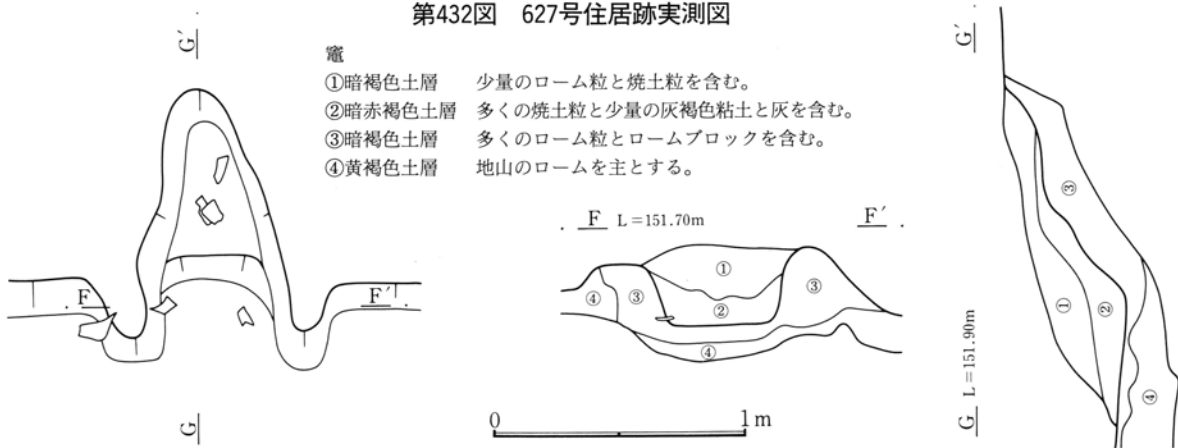 第432図 627号住居跡実測図
竈
①暗褐色土層 少量のローム粒と焼土粒を含む。
②暗赤褐色土層 多くの焼土粒と少量の灰褐色粘土と灰を含む。
③暗褐色土層 多くのローム粒とロームブロックを含む。
④黄褐色土層 地山のロームを主とする。
G′
F
F′
G
F L=151.70m
F′
①
②
③
③
④
④
0
1m
G′
③
①
②
④
G L=151.90m